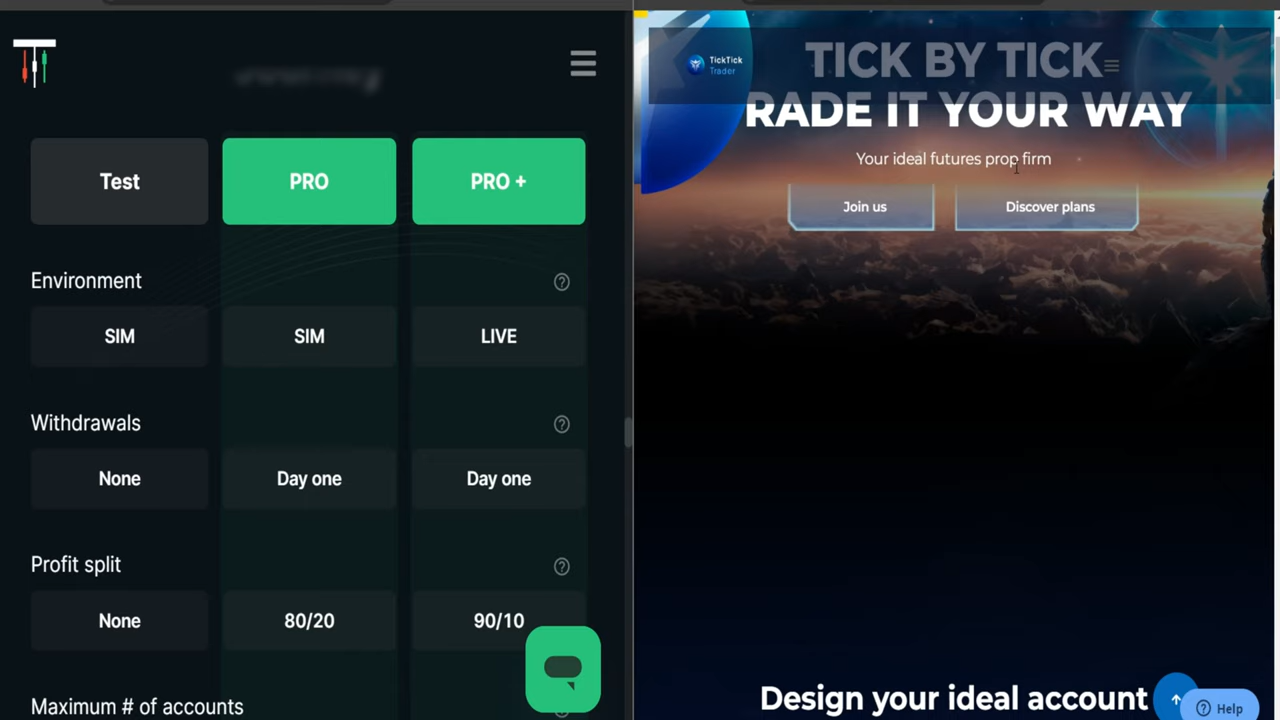 Test
PRO
PRO +
Environment
SIM
SIM
LIVE
Withdrawals
None
Day one
Day one
Profit split
None
80/20
90/10
Maximum # of accounts
TickTick
Trader
TICK BY TICK
RADE IT YOUR WAY
Your ideal futures prop firm
Join us
Discover plans
Design your ideal account
Help